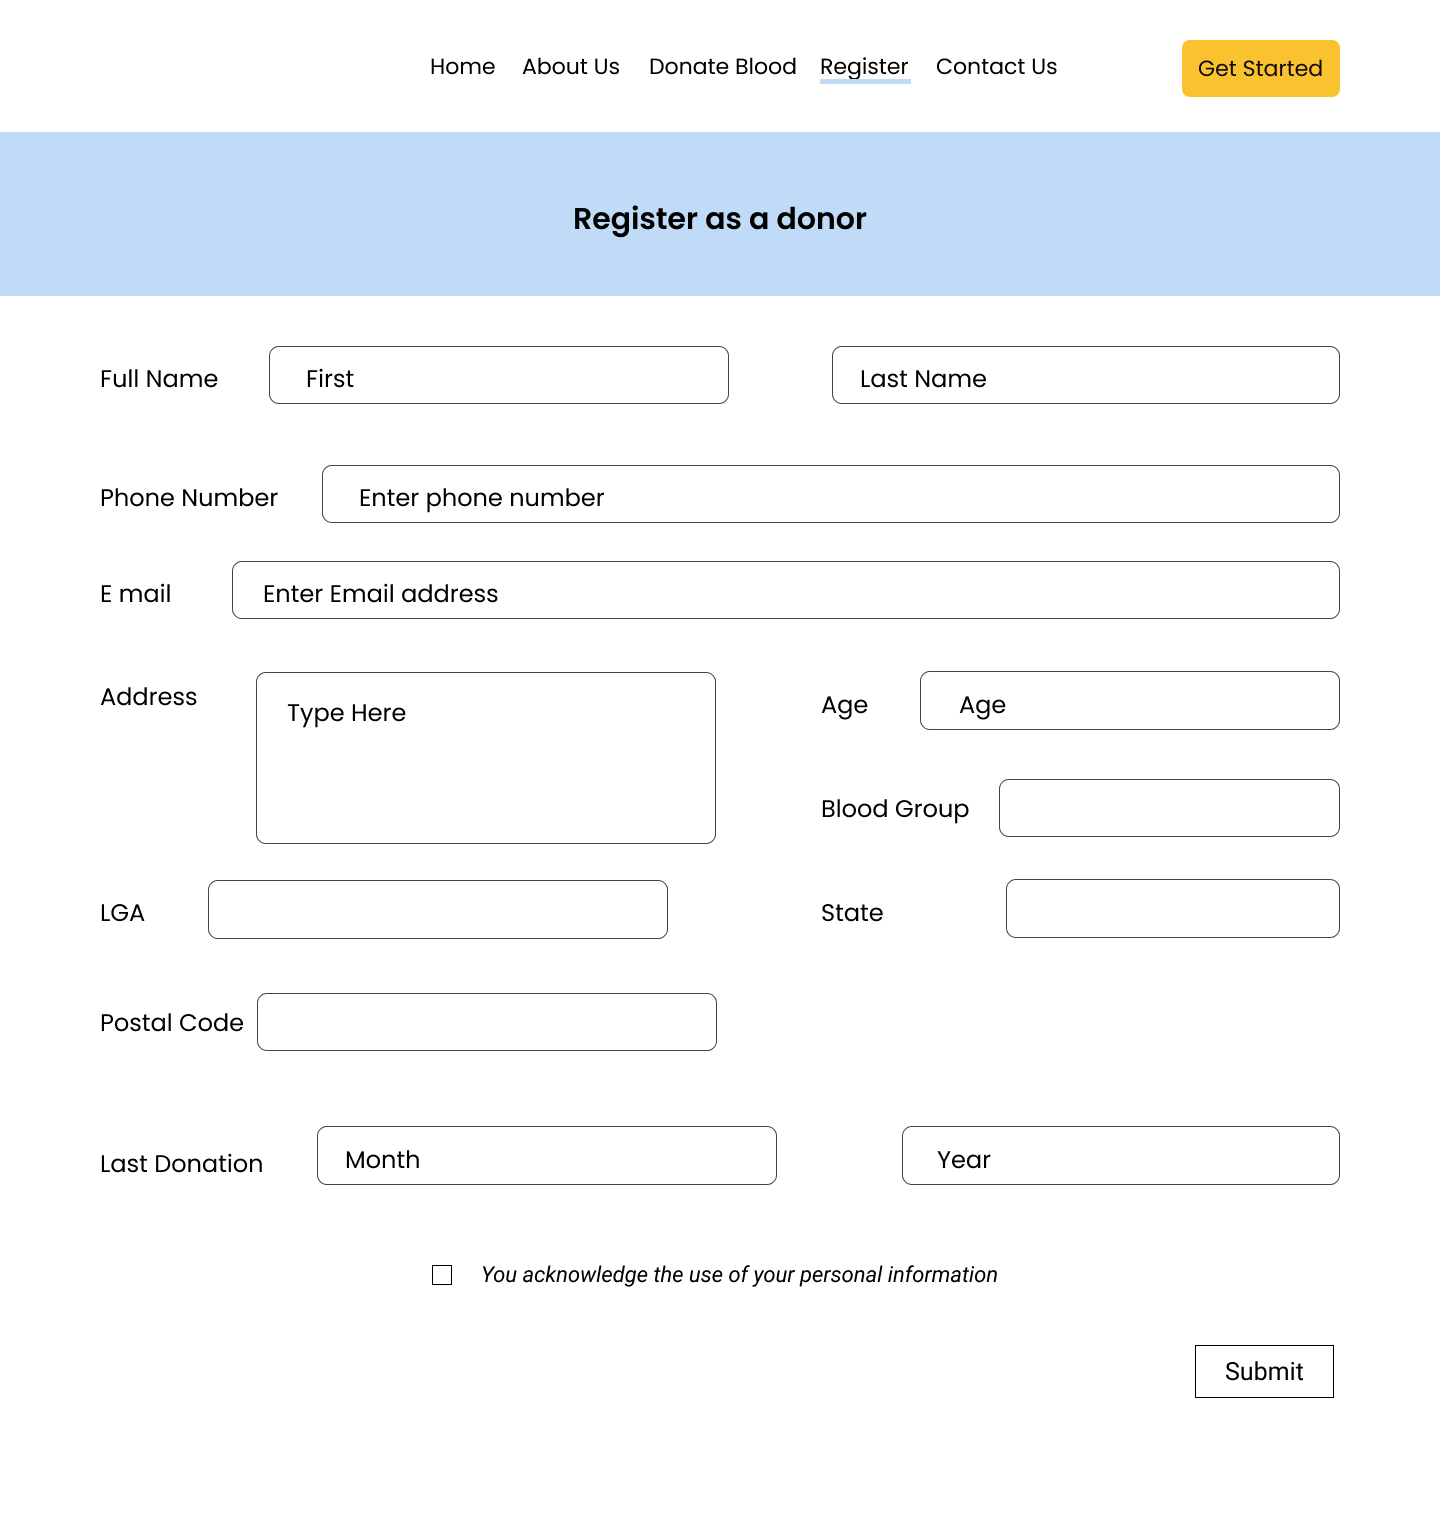 Home About Us Donate Blood Register Contact Us Get Started
Register as a donor
Full Name First Last Name
Phone Number Enter phone number
E mail Enter Email address
Address Type Here Age Age
Blood Group
LGA State
Postal Code
Last Donation Month Year
You acknowledge the use of your personal information
Submit